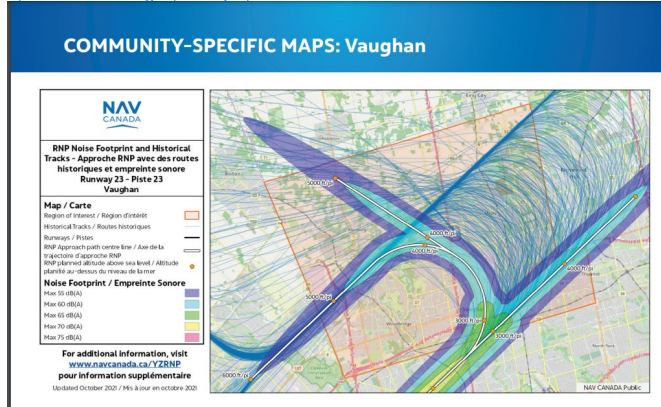 COMMUNITY-SPECIFIC MAPS: Vaughan
NAV
CANADA
RNP Noise Footprint and Historical
Tracks - Approche RNP avec des routes
historiques et empreinte sonore
Runway 23 - Piste 23
Vaughan
Map / Carte
Region of Interest / Région d'intérêt
Historical Tracks / Routes historiques
Runways / Pistes
RNP Approach path centre line / Axe de la
trajectoire d'approche RNP
RNP planned altitude above sea level / Altitude
planifié au-dessus du niveau de la mer
Noise Footprint / Empreinte Sonore
Max 55 dB(A)
Max 60 dB(A)
Max 65 dB(A)
Max 70 dB(A)
Max 75 dB(A)
For additional information, visit
www.navcanada.ca/YZRNP
pour information supplémentaire
Updated October 2021 / Mis à jour en octobre 2021
King City
5000 ft/pi
4000 ft/pi
4000 ft/pi
4000 ft/pi
5000 ft/pi
Woodbridge
3000 ft/pi
3000 ft/pi
6000 ft/pi
NAV CANADA Public